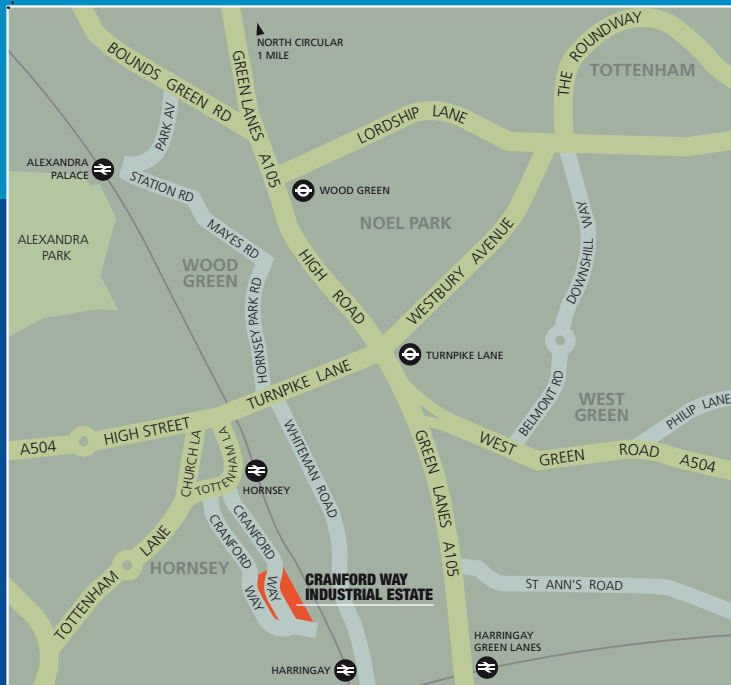 NORTH CIRCULAR
1 MILE
BOUNDS GREEN RD
GREEN LANES A105
THE ROUNDWAY
TOTTENHAM
LORDSHIP LANE
PARK AV
ALEXANDRA
PALACE
STATION RD
WOOD GREEN
NOEL PARK
DOWNSHILL WAY
ALEXANDRA
PARK
MAYES RD
WOOD
GREEN
HIGH ROAD
WESTBURY AVENUE
HORNSEY PARK RD
TURNPIKE LANE
TURNPIKE LANE
BELMONT RD
WEST
GREEN
PHILIP LANE
A504
HIGH STREET
CHURCH LA
TOTTENHAM LA
WHITEMAN ROAD
GREEN LANES A105
WEST GREEN ROAD A504
HORNSEY
CRANFORD WAY
CRANFORD WAY
TOTTENHAM LANE
HORNSEY
CRANFORD WAY
INDUSTRIAL ESTATE
ST ANN'S ROAD
HARRINGAY
HARRINGAY
GREEN LANES